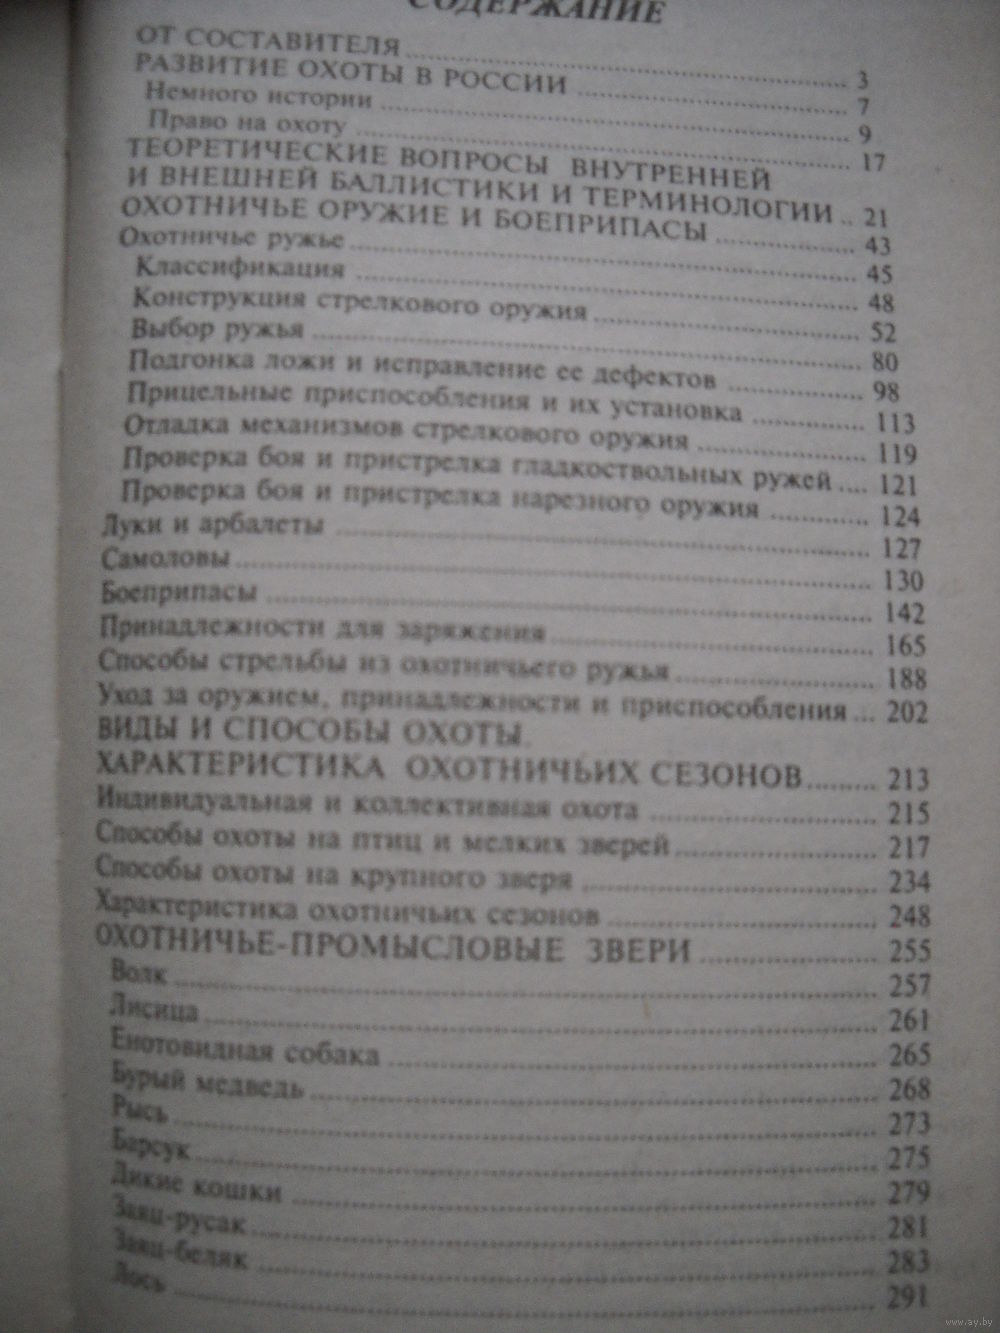 СОДЕРЖАНИЕ
ОТ СОСТАВИТЕЛЯ ........ 3
РАЗВИТИЕ ОХОТЫ В РОССИИ ........ 7
Немного истории ........ 9
Право на охоту ........ 17
ТЕОРЕТИЧЕСКИЕ ВОПРОСЫ ВНУТРЕННЕЙ
И ВНЕШНЕЙ БАЛЛИСТИКИ И ТЕРМИНОЛОГИИ .. 21
ОХОТНИЧЬЕ ОРУЖИЕ И БОЕПРИПАСЫ ........ 43
Охотничье ружье ........ 45
Классификация ........ 48
Конструкция стрелкового оружия ........ 52
Выбор ружья ........ 80
Подгонка ложи и исправление ее дефектов ........ 98
Прицельные приспособления и их установка ........ 113
Отладка механизмов стрелкового оружия ........ 119
Проверка боя и пристрелка гладкоствольных ружей .... 121
Проверка боя и пристрелка нарезного оружия ........ 124
Луки и арбалеты ........ 127
Самоловы ........ 130
Боеприпасы ........ 142
Принадлежности для заряжения ........ 165
Способы стрельбы из охотничьего ружья ........ 188
Уход за оружием, принадлежности и приспособления ... 202
ВИДЫ И СПОСОБЫ ОХОТЫ.
ХАРАКТЕРИСТИКА ОХОТНИЧЬИХ СЕЗОНОВ ........ 213
Индивидуальная и коллективная охота ........ 215
Способы охоты на птиц и мелких зверей ........ 217
Способы охоты на крупного зверя ........ 234
Характеристика охотничьих сезонов ........ 248
ОХОТНИЧЬЕ-ПРОМЫСЛОВЫЕ ЗВЕРИ ........ 255
Волк ........ 257
Лисица ........ 261
Енотовидная собака ........ 265
Бурый медведь ........ 268
Рысь ........ 273
Барсук ........ 275
Дикие кошки ........ 279
Заяц-русак ........ 281
Заяц-беляк ........ 283
Лось ........ 291
www.ay.by